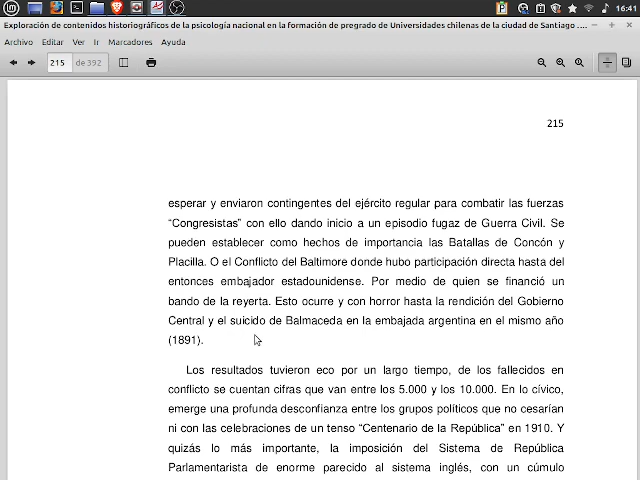 16:41
Exploración de contenidos historiográficos de la psicología nacional en la formación de pregrado de Universidades chilenas de la ciudad de Santiago ....
Archivo Editar Ver Ir Marcadores Ayuda
215 de 392
215
esperar y enviaron contingentes del ejército regular para combatir las fuerzas
“Congresistas” con ello dando inicio a un episodio fugaz de Guerra Civil. Se
pueden establecer como hechos de importancia las Batallas de Concón y
Placilla. O el Conflicto del Baltimore donde hubo participación directa hasta del
entonces embajador estadounidense. Por medio de quien se financió un
bando de la reyerta. Esto ocurre y con horror hasta la rendición del Gobierno
Central y el suicido de Balmaceda en la embajada argentina en el mismo año
(1891).
Los resultados tuvieron eco por un largo tiempo, de los fallecidos en
conflicto se cuentan cifras que van entre los 5.000 y los 10.000. En lo cívico,
emerge una profunda desconfianza entre los grupos políticos que no cesarían
ni con las celebraciones de un tenso “Centenario de la República” en 1910. Y
quizás lo más importante, la imposición del Sistema de República
Parlamentarista de enorme parecido al sistema inglés, con un cúmulo